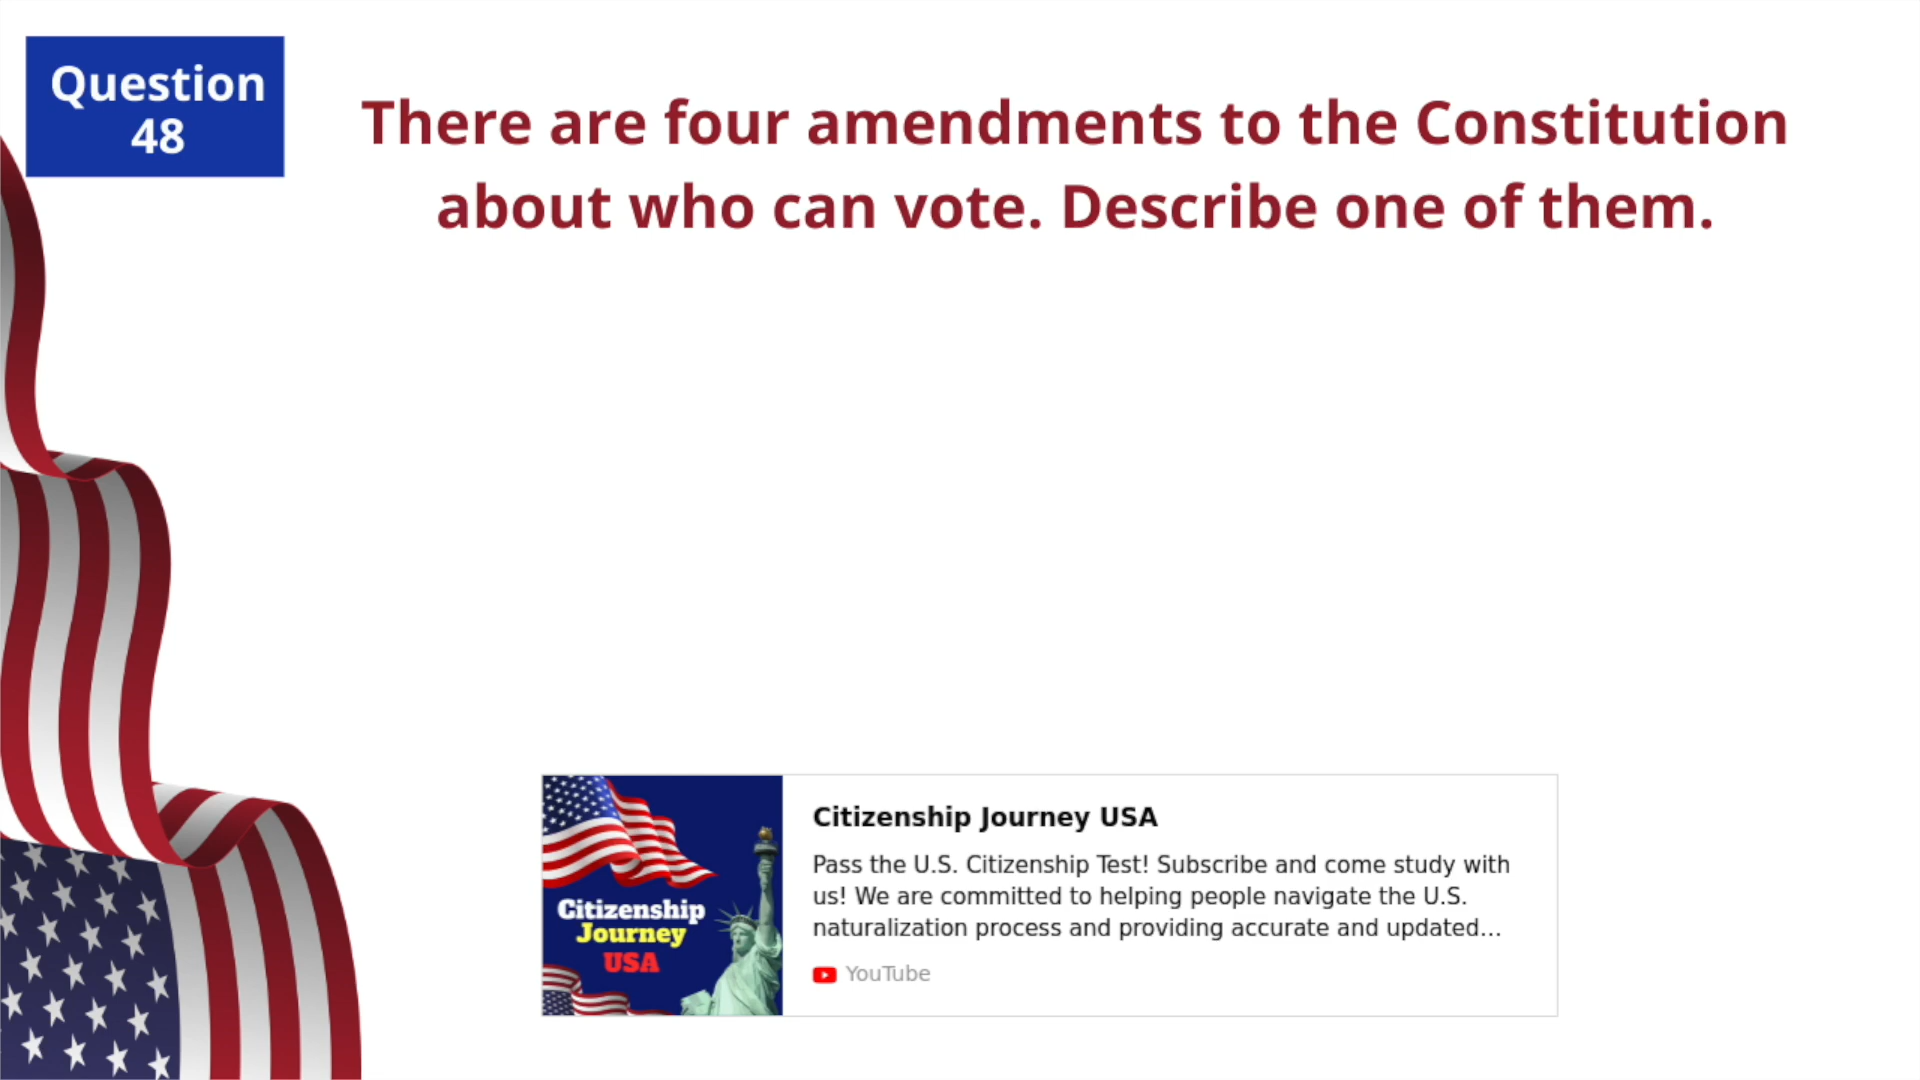 Question
48
There are four amendments to the Constitution
about who can vote. Describe one of them.
Citizenship
Journey
USA
Citizenship Journey USA
Pass the U.S. Citizenship Test! Subscribe and come study with
us! We are committed to helping people navigate the U.S.
naturalization process and providing accurate and updated...
YouTube